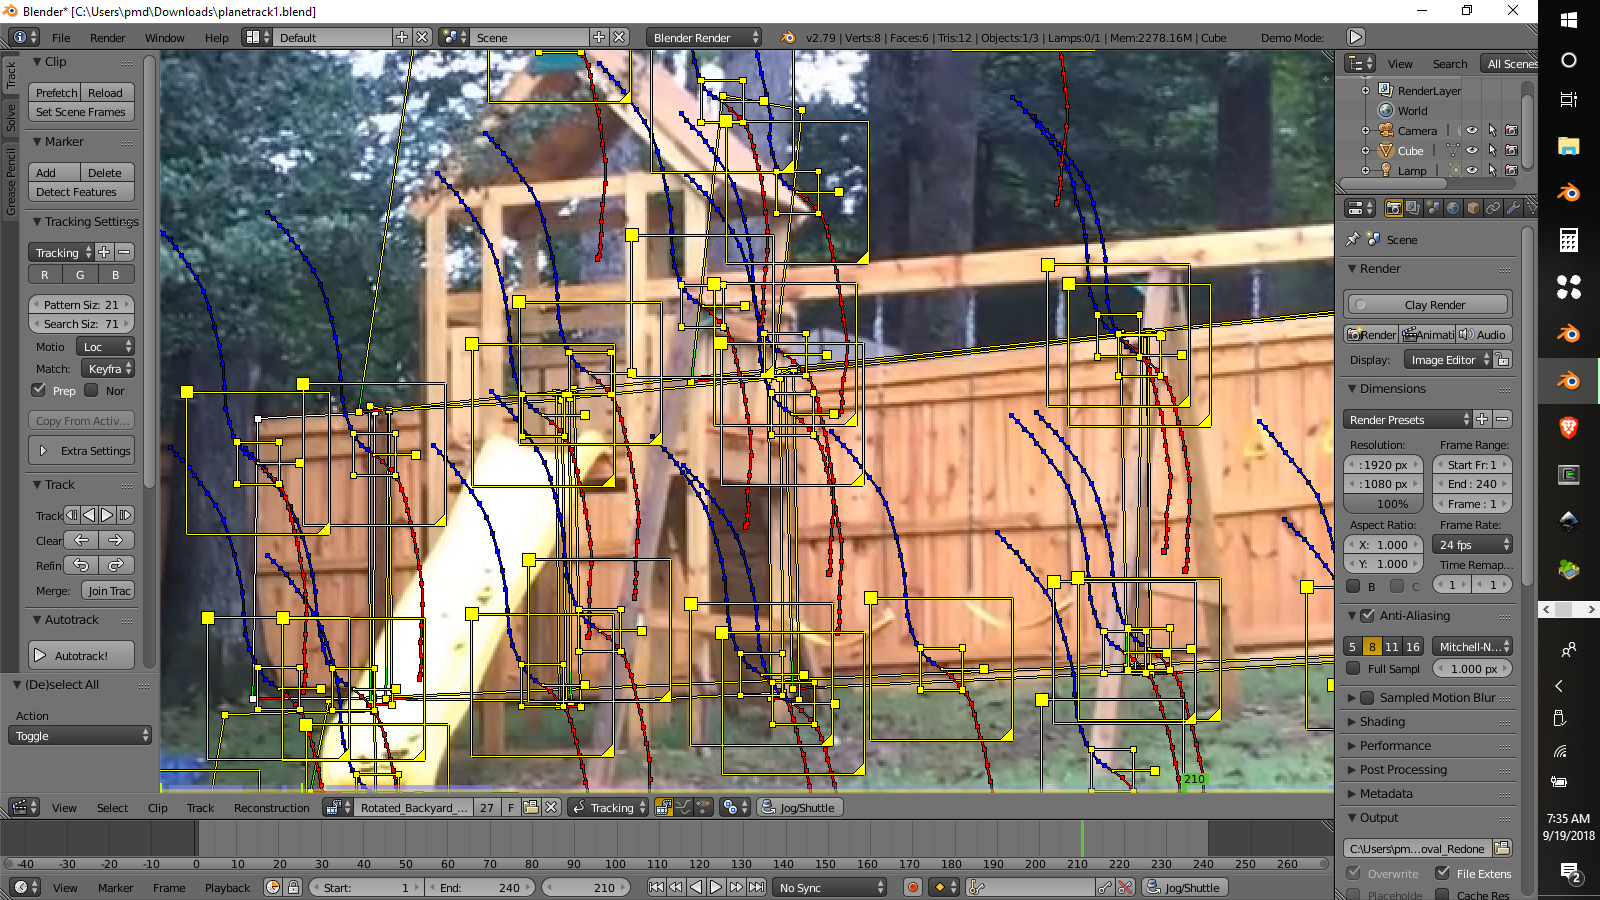 Blender* [C:\Users\pmd\Downloads\planetrack1.blend]
File Render Window Help Default Scene Blender Render v2.79 | Verts:8 | Faces:6 | Tris:12 | Objects:1/3 | Lamps:0/1 | Mem:2278.16M | Cube Demo Mode:
Track
Solve
Grease Pencil
Clip
Prefetch Reload
Set Scene Frames
Marker
Add Delete
Detect Features
Tracking Settings
Tracking
R G B
Pattern Siz: 21
Search Siz: 71
Motio Loc
Match: Keyfra
Prep Nor
Copy From Activ...
Extra Settings
Track
Track
Clear
Refin
Merge: Join Trac
Autotrack
Autotrack!
(De)select All
Action
Toggle
210
View Select Clip Track Reconstruction Rotated_Backyard_... 27 F Tracking Jog/Shuttle
-40 -30 -20 -10 0 10 20 30 40 50 60 70 80 90 100 110 120 130 140 150 160 170 180 190 200 210 220 230 240 250 260
View Marker Frame Playback Start: 1 End: 240 210 No Sync Jog/Shuttle
View Search All Scenes
RenderLayer
World
Camera
Cube
Lamp
Scene
Render
Clay Render
Render Animati Audio
Display: Image Editor
Dimensions
Render Presets
Resolution: Frame Range:
:1920 px Start Fr: 1
:1080 px End : 240
100% Frame : 1
Aspect Ratio: Frame Rate:
X: 1.000 24 fps
Y: 1.000 Time Remap...
B C 1 1
Anti-Aliasing
5 8 11 16 Mitchell-N...
Full Sampl 1.000 px
Sampled Motion Blur
Shading
Performance
Post Processing
Metadata
Output
C:\Users\pm...oval_Redone
Overwrite File Extens
Placeholde Cache Res
7:35 AM
9/19/2018
2